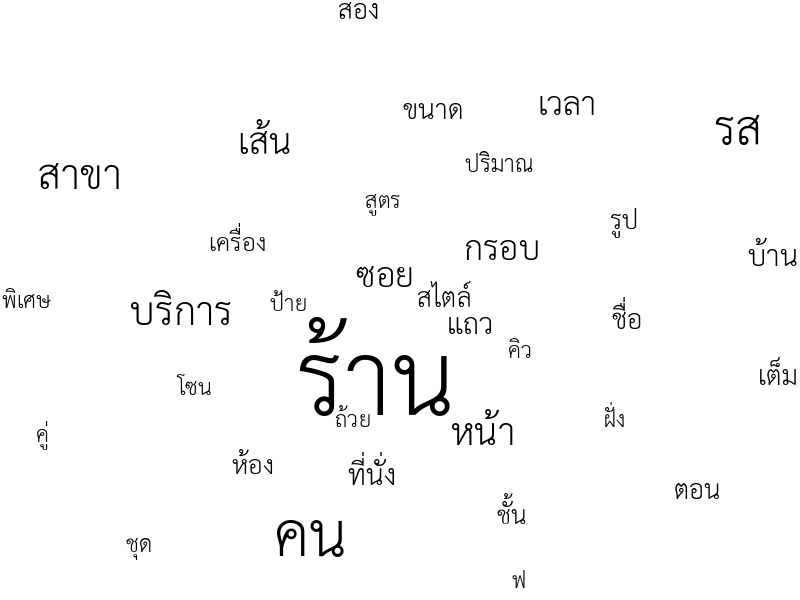 สอง
ขนาด
เวลา
รส
เส้น
ปริมาณ
สาขา
สูตร
รูป
เครื่อง
กรอบ
บ้าน
ซอย
พิเศษ
ป้าย
สไตล์
บริการ
แถว
ชื่อ
คิว
ร้าน
เต็ม
โซน
ถ้วย
ฝั่ง
คู่
หน้า
ห้อง
ที่นั่ง
ตอน
ชั้น
คน
ชุด
ฟ